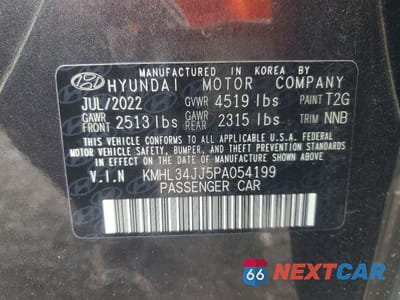 MANUFACTURED IN KOREA BY
HYUNDAI MOTOR COMPANY
JUL/2022 GVWR 4519 lbs PAINT T2G
GAWR FRONT 2513 lbs GAWR REAR 2315 lbs TRIM NNB
THIS VEHICLE CONFORMS TO ALL APPLICABLE U.S.A. FEDERAL
MOTOR VEHICLE SAFETY, BUMPER, AND THEFT PREVENTION
STANDARDS IN EFFECT ON THE DATE OF MANUFACTURE SHOWN ABOVE.
V.I.N KMHL34JJ5PA054199
PASSENGER CAR
66 NEXTCAR